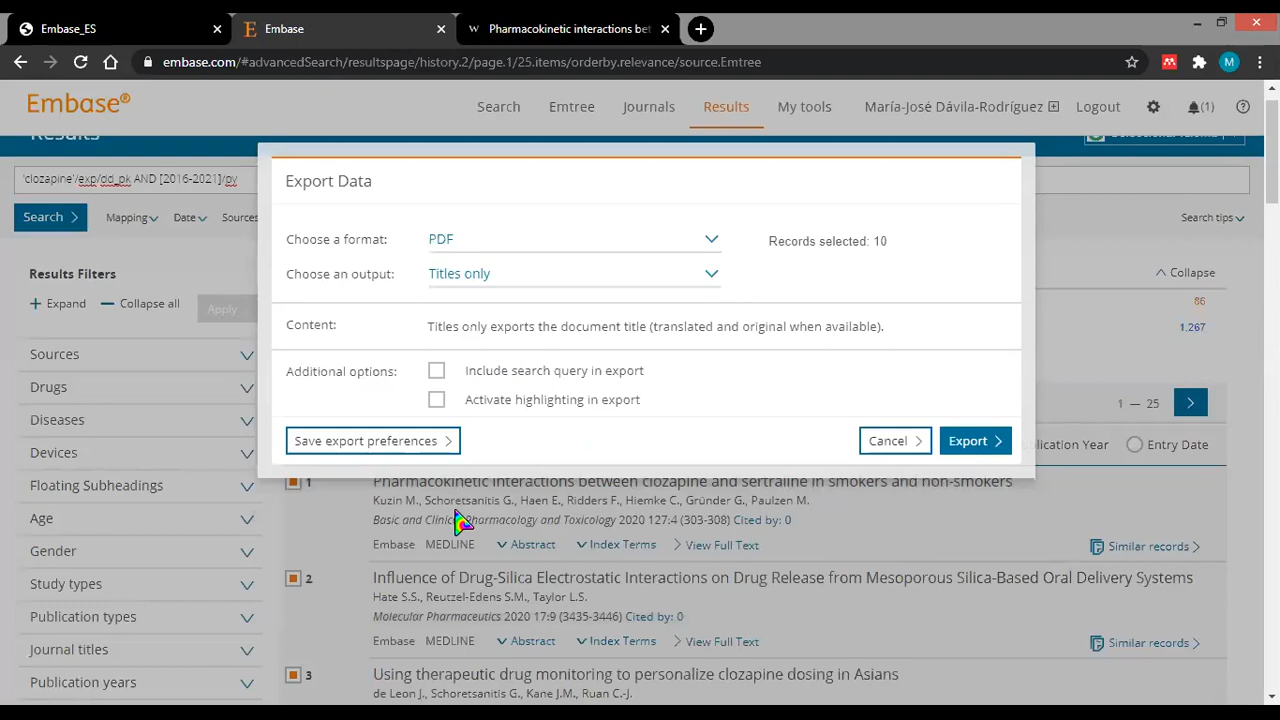 Embase_ES
E Embase
W Pharmacokinetic interactions bet
embase.com/#advancedSearch/resultspage/history.2/page.1/25.items/orderby.relevance/source.Emtree
M
Embase®
Search Emtree Journals Results My tools María-José Dávila-Rodríguez Logout (1)
Results
'clozapine'/exp/dd_pk AND [2016-2021]/py
Search > Mapping Date Sources Search tips
Export Data
Choose a format: PDF Records selected: 10
Choose an output: Titles only
Content: Titles only exports the document title (translated and original when available).
Additional options: Include search query in export
Activate highlighting in export
Save export preferences > Cancel > Export >
Results Filters
+ Expand — Collapse all Apply
Sources
Drugs
Diseases
Devices
Floating Subheadings
Age
Gender
Study types
Publication types
Journal titles
Publication years
Collapse
86
1.267
1 — 25 >
Publication Year Entry Date
1 Pharmacokinetic interactions between clozapine and sertraline in smokers and non-smokers
Kuzin M., Schoretsanitis G., Haen E., Ridders F., Hiemke C., Gründer G., Paulzen M.
Basic and Clinical Pharmacology and Toxicology 2020 127:4 (303-308) Cited by: 0
Embase MEDLINE Abstract Index Terms > View Full Text Similar records >
2 Influence of Drug-Silica Electrostatic Interactions on Drug Release from Mesoporous Silica-Based Oral Delivery Systems
Hate S.S., Reutzel-Edens S.M., Taylor L.S.
Molecular Pharmaceutics 2020 17:9 (3435-3446) Cited by: 0
Embase MEDLINE Abstract Index Terms > View Full Text Similar records >
3 Using therapeutic drug monitoring to personalize clozapine dosing in Asians
de Leon J., Schoretsanitis G., Kane J.M., Ruan C.-J.